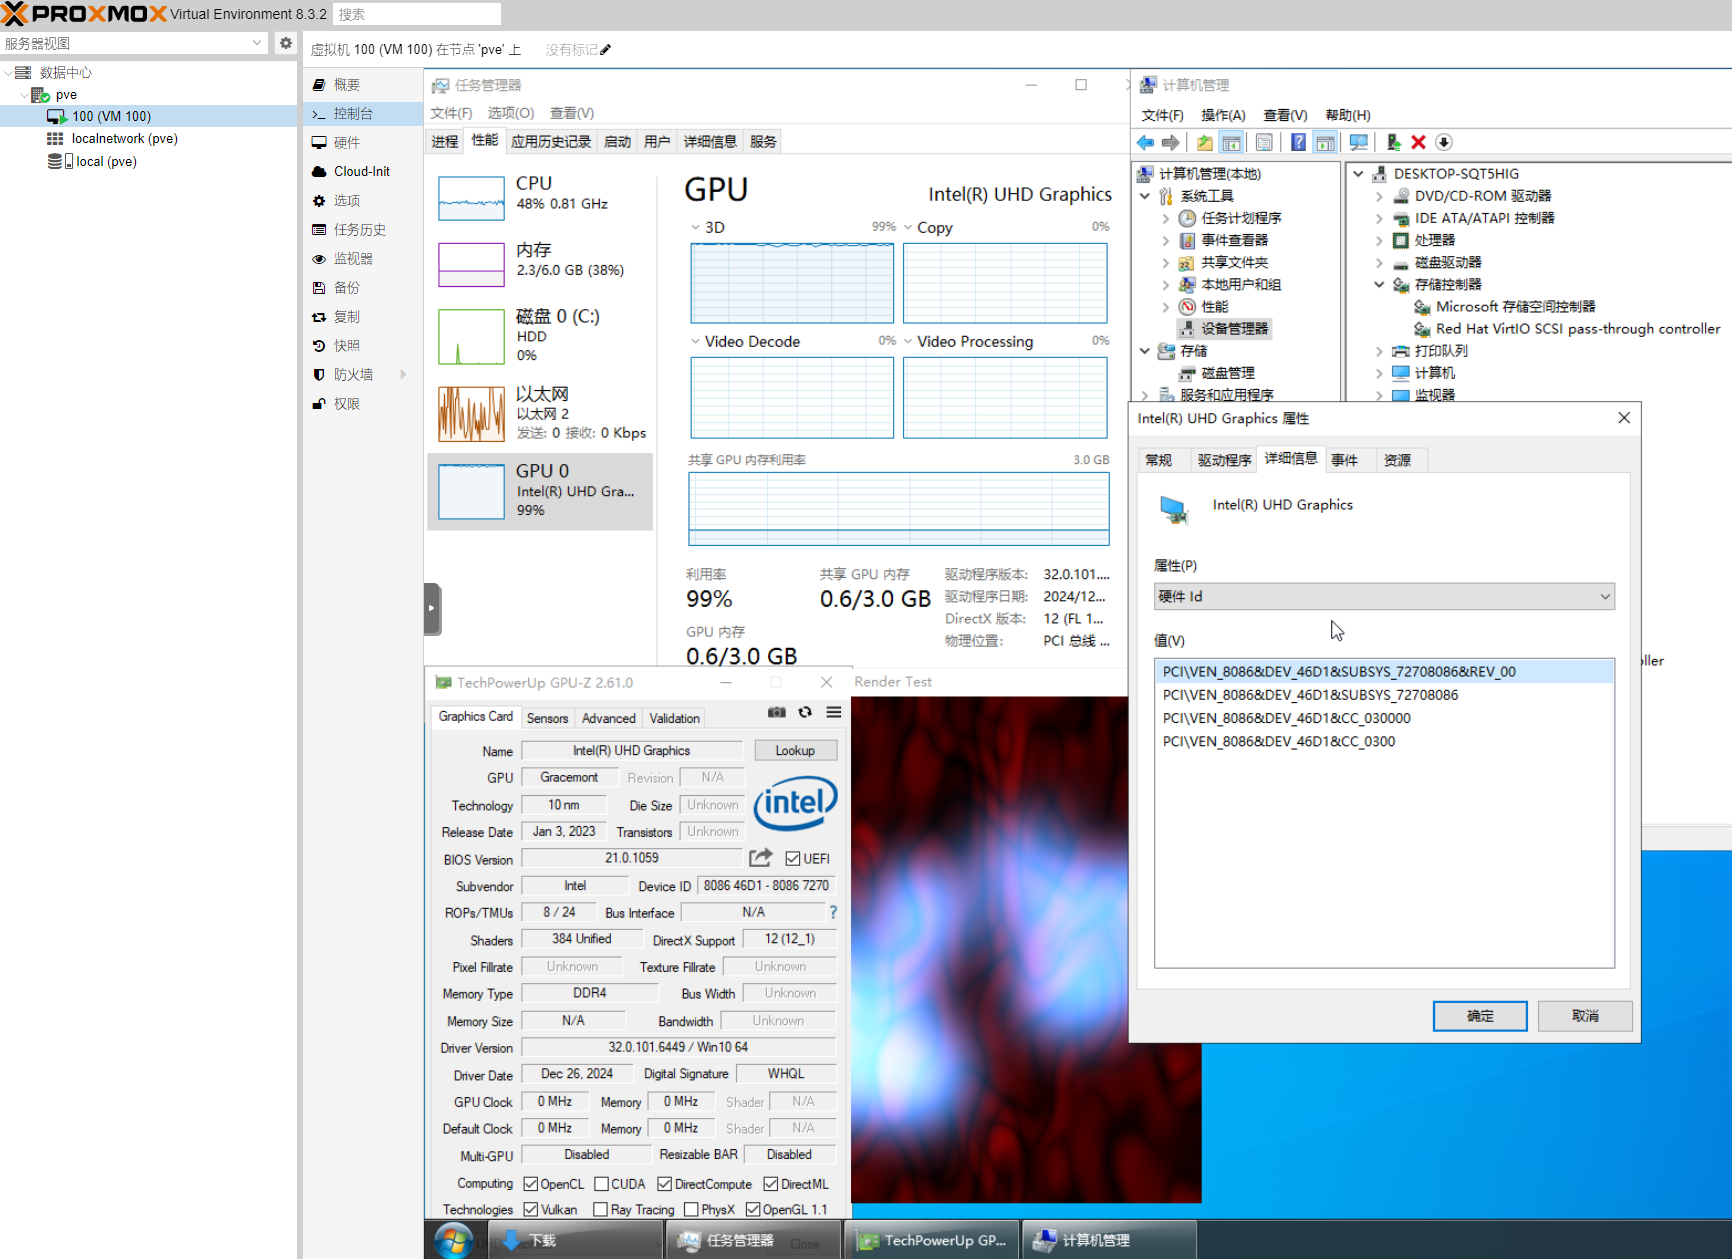 PROXMOX Virtual Environment 8.3.2 搜索
服务器视图
数据中心
pve
100 (VM 100)
localnetwork (pve)
local (pve)
虚拟机 100 (VM 100) 在节点 'pve' 上 没有标记
概要
控制台
硬件
Cloud-Init
选项
任务历史
监视器
备份
复制
快照
防火墙
权限
任务管理器
文件(F) 选项(O) 查看(V)
进程 性能 应用历史记录 启动 用户 详细信息 服务
CPU
48% 0.81 GHz
内存
2.3/6.0 GB (38%)
磁盘 0 (C:)
HDD
0%
以太网
以太网 2
发送: 0 接收: 0 Kbps
GPU 0
Intel(R) UHD Gra...
99%
GPU Intel(R) UHD Graphics
3D 99% Copy 0%
Video Decode 0% Video Processing 0%
共享 GPU 内存利用率 3.0 GB
利用率
99%
共享 GPU 内存
0.6/3.0 GB
GPU 内存
0.6/3.0 GB
驱动程序版本: 32.0.101....
驱动程序日期: 2024/12...
DirectX 版本: 12 (FL 1...
物理位置: PCI 总线 ...
计算机管理
文件(F) 操作(A) 查看(V) 帮助(H)
计算机管理(本地)
系统工具
任务计划程序
事件查看器
共享文件夹
本地用户和组
性能
设备管理器
存储
磁盘管理
服务和应用程序
DESKTOP-SQT5HIG
DVD/CD-ROM 驱动器
IDE ATA/ATAPI 控制器
处理器
磁盘驱动器
存储控制器
Microsoft 存储空间控制器
Red Hat VirtIO SCSI pass-through controller
打印队列
计算机
监视器
ller
Intel(R) UHD Graphics 属性
常规 驱动程序 详细信息 事件 资源
Intel(R) UHD Graphics
属性(P)
硬件 Id
值(V)
PCI\VEN_8086&DEV_46D1&SUBSYS_72708086&REV_00
PCI\VEN_8086&DEV_46D1&SUBSYS_72708086
PCI\VEN_8086&DEV_46D1&CC_030000
PCI\VEN_8086&DEV_46D1&CC_0300
确定 取消
TechPowerUp GPU-Z 2.61.0
Graphics Card Sensors Advanced Validation
Name Intel(R) UHD Graphics Lookup
GPU Gracemont Revision N/A
intel
Technology 10 nm Die Size Unknown
Release Date Jan 3, 2023 Transistors Unknown
BIOS Version 21.0.1059 UEFI
Subvendor Intel Device ID 8086 46D1 - 8086 7270
ROPs/TMUs 8 / 24 Bus Interface N/A ?
Shaders 384 Unified DirectX Support 12 (12_1)
Pixel Fillrate Unknown Texture Fillrate Unknown
Memory Type DDR4 Bus Width Unknown
Memory Size N/A Bandwidth Unknown
Driver Version 32.0.101.6449 / Win10 64
Driver Date Dec 26, 2024 Digital Signature WHQL
GPU Clock 0 MHz Memory 0 MHz Shader N/A
Default Clock 0 MHz Memory 0 MHz Shader N/A
Multi-GPU Disabled Resizable BAR Disabled
Computing OpenCL CUDA DirectCompute DirectML
Technologies Vulkan Ray Tracing PhysX OpenGL 1.1
Render Test
下载 任务管理器 Close TechPowerUp GP... 计算机管理